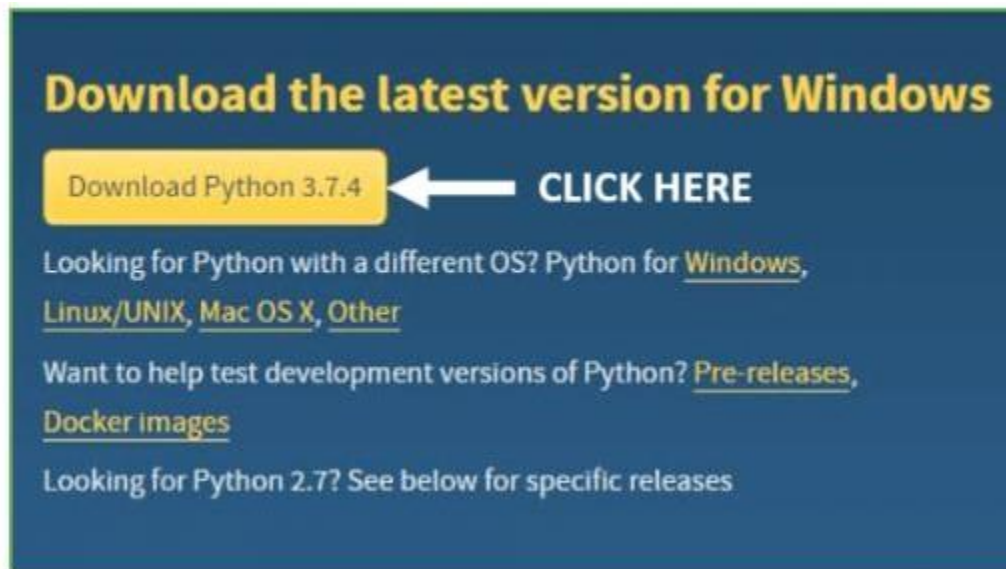 Download the latest version for Windows
Download Python 3.7.4
CLICK HERE
Looking for Python with a different OS? Python for Windows,
Linux/UNIX, Mac OS X, Other
Want to help test development versions of Python? Pre-releases,
Docker images
Looking for Python 2.7? See below for specific releases